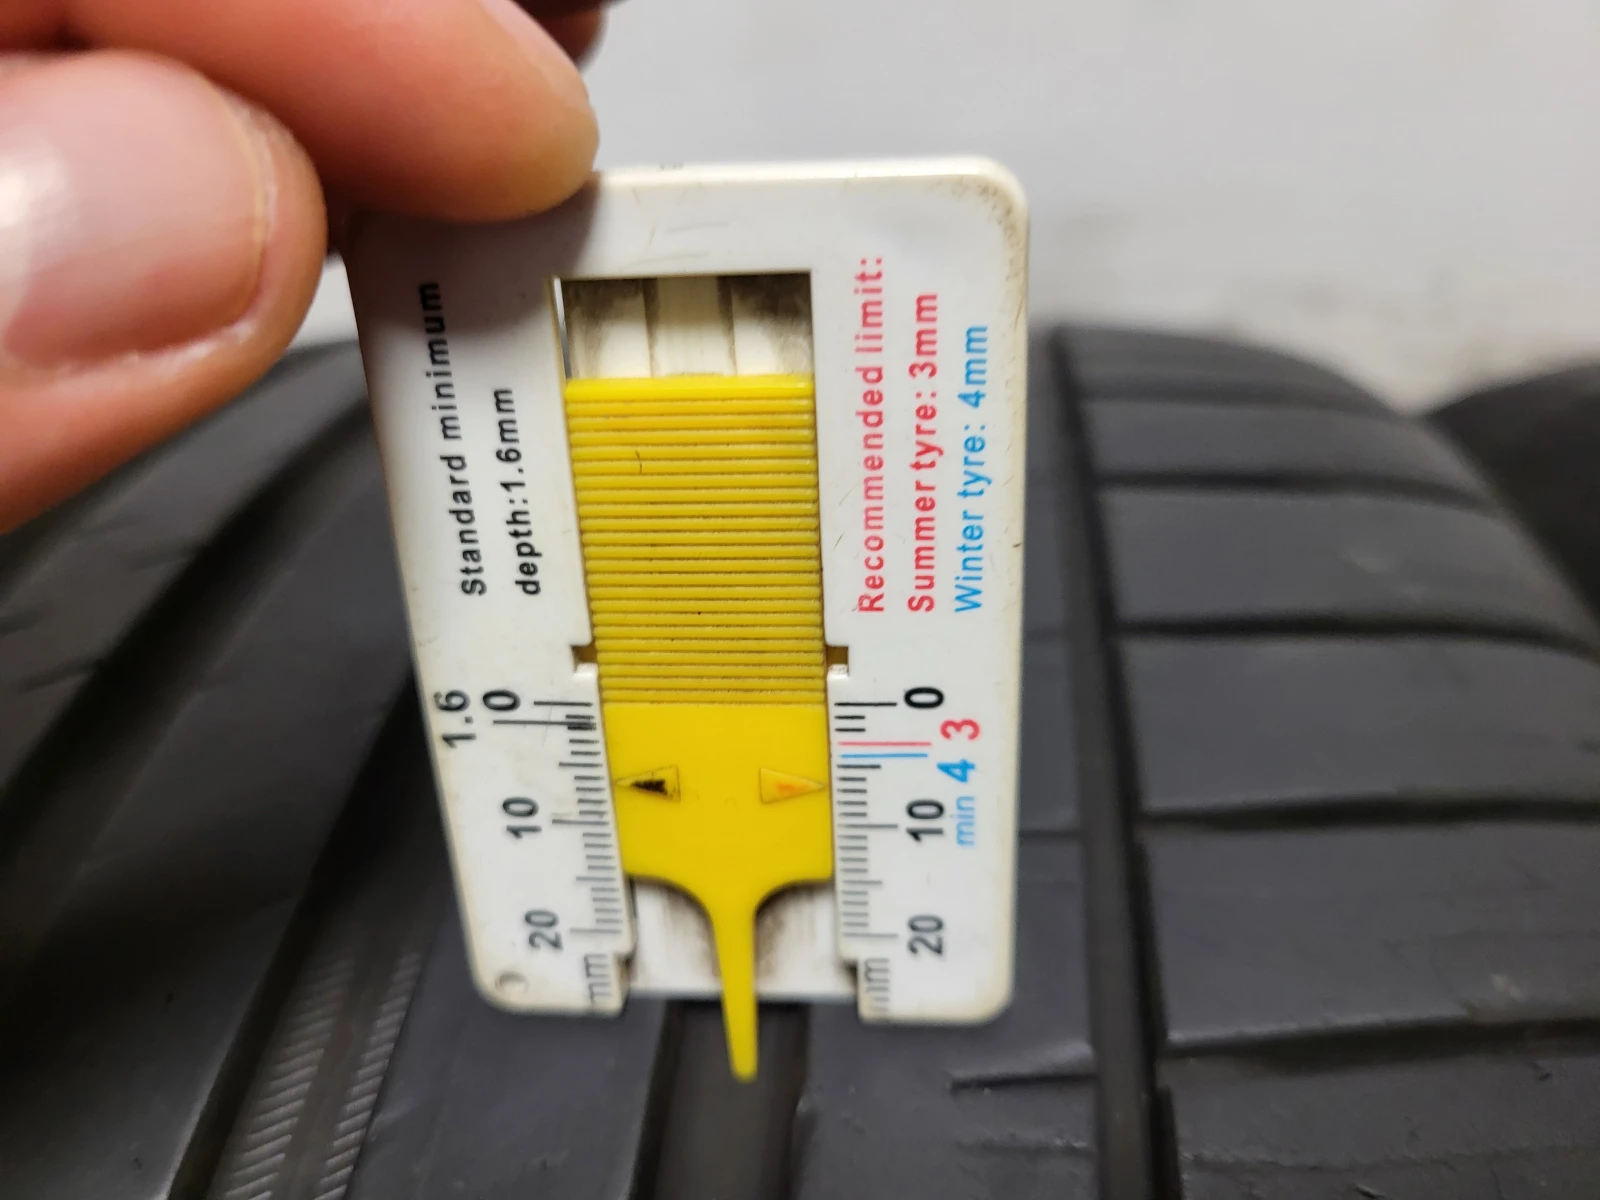 Standard minimum
depth:1.6mm
Recommended limit:
Summer tyre: 3mm
Winter tyre: 4mm
1.6
0
10
20
mm
0
3
4
min
10
20
mm